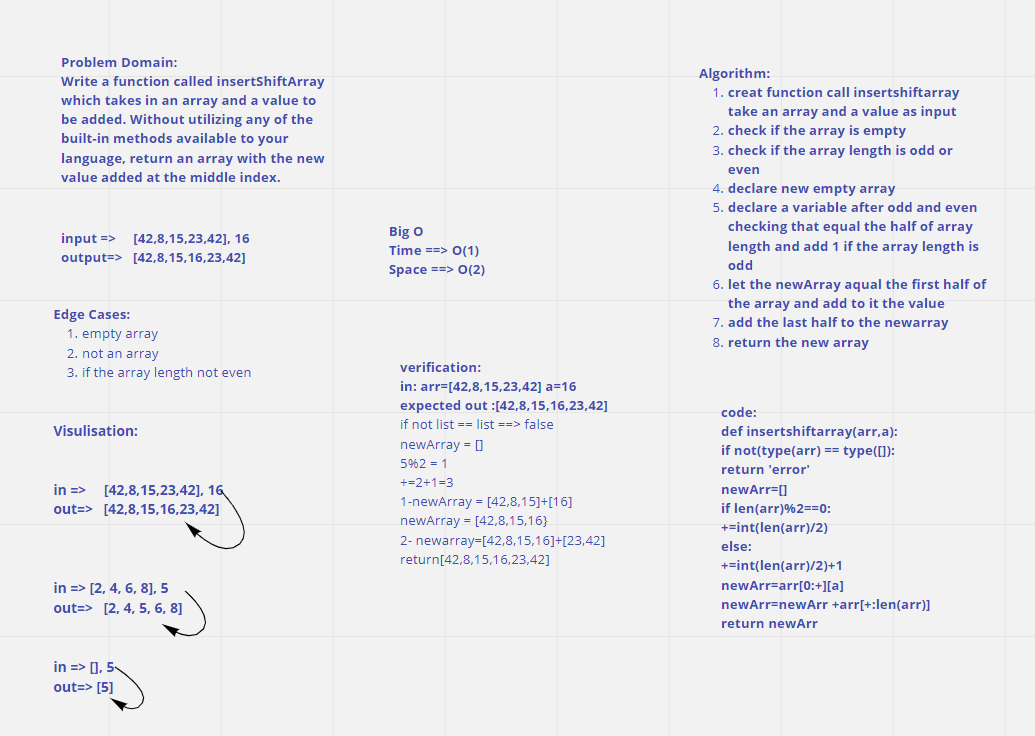 Problem Domain:
Write a function called insertShiftArray
which takes in an array and a value to
be added. Without utilizing any of the
built-in methods available to your
language, return an array with the new
value added at the middle index.
input => [42,8,15,23,42], 16
output=> [42,8,15,16,23,42]
Edge Cases:
1. empty array
2. not an array
3. if the array length not even
Visulisation:
in => [42,8,15,23,42], 16
out=> [42,8,15,16,23,42]
in => [2, 4, 6, 8], 5
out=> [2, 4, 5, 6, 8]
in => [], 5
out=> [5]
Big O
Time ==> O(1)
Space ==> O(2)
verification:
in: arr=[42,8,15,23,42] a=16
expected out :[42,8,15,16,23,42]
if not list == list ==> false
newArray = []
5%2 = 1
+=2+1=3
1-newArray = [42,8,15]+[16]
newArray = [42,8,15,16}
2- newarray=[42,8,15,16]+[23,42]
return[42,8,15,16,23,42]
Algorithm:
1. creat function call insertshiftarray
take an array and a value as input
2. check if the array is empty
3. check if the array length is odd or
even
4. declare new empty array
5. declare a variable after odd and even
checking that equal the half of array
length and add 1 if the array length is
odd
6. let the newArray aqual the first half of
the array and add to it the value
7. add the last half to the newarray
8. return the new array
code:
def insertshiftarray(arr,a):
if not(type(arr) == type([]):
return 'error'
newArr=[]
if len(arr)%2==0:
+=int(len(arr)/2)
else:
+=int(len(arr)/2)+1
newArr=arr[0:+][a]
newArr=newArr +arr[+:len(arr)]
return newArr